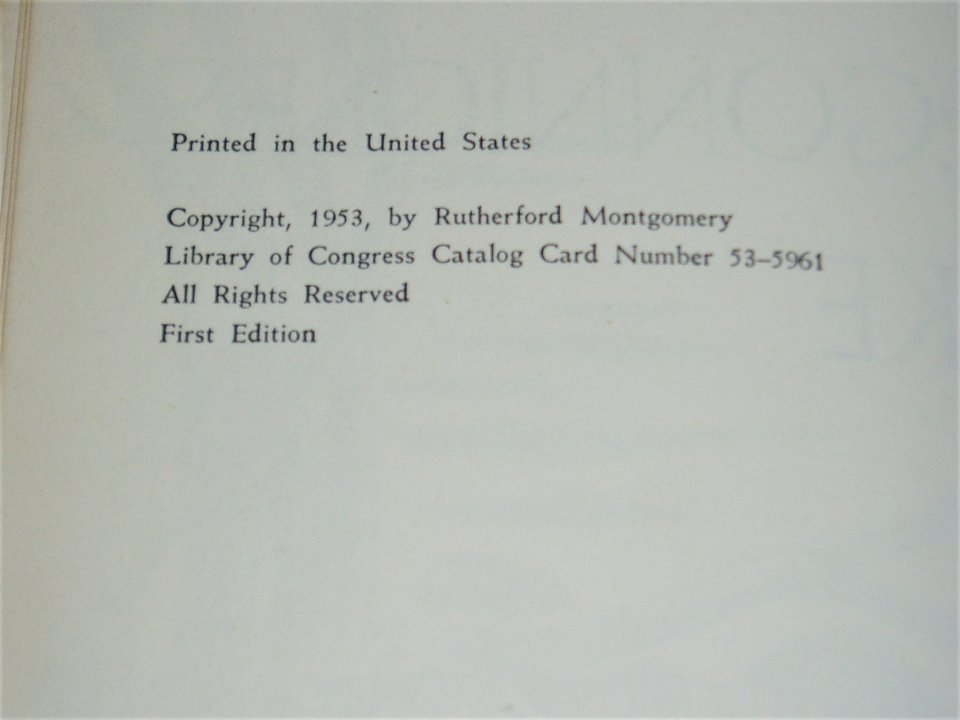 Printed in the United States
Copyright, 1953, by Rutherford Montgomery
Library of Congress Catalog Card Number 53–5961
All Rights Reserved
First Edition